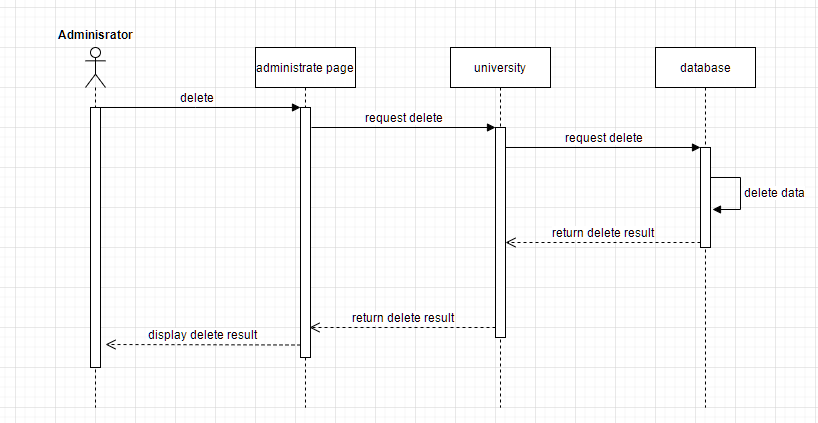 Adminisrator
administrate page
university
database
delete
request delete
request delete
delete data
return delete result
return delete result
display delete result